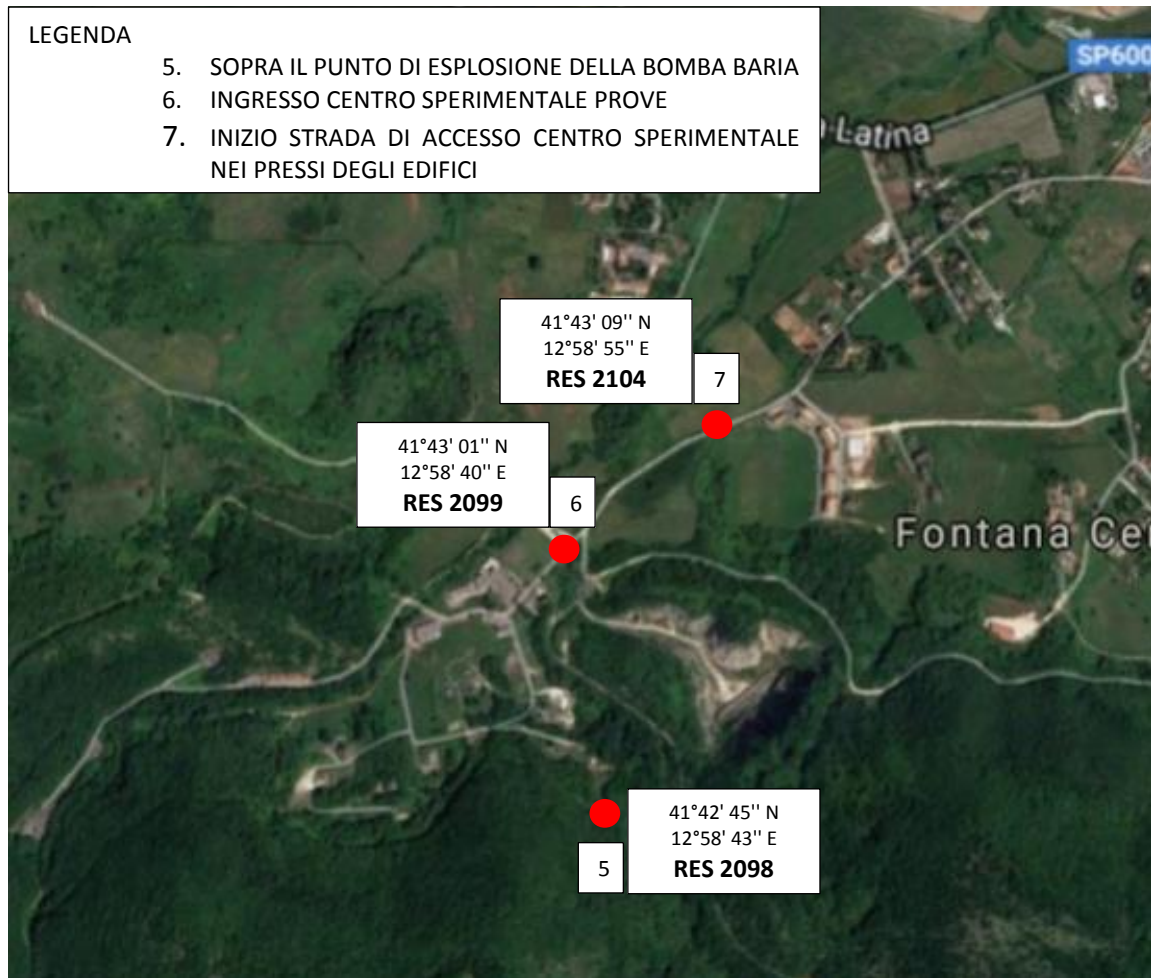 LEGENDA
5. SOPRA IL PUNTO DI ESPLOSIONE DELLA BOMBA BARIA
6. INGRESSO CENTRO SPERIMENTALE PROVE
7. INIZIO STRADA DI ACCESSO CENTRO SPERIMENTALE
NEI PRESSI DEGLI EDIFICI
SP600
Latina
41°43' 09'' N
12°58' 55'' E
RES 2104
7
41°43' 01'' N
12°58' 40'' E
RES 2099
6
Fontana Cer
41°42' 45'' N
12°58' 43'' E
RES 2098
5